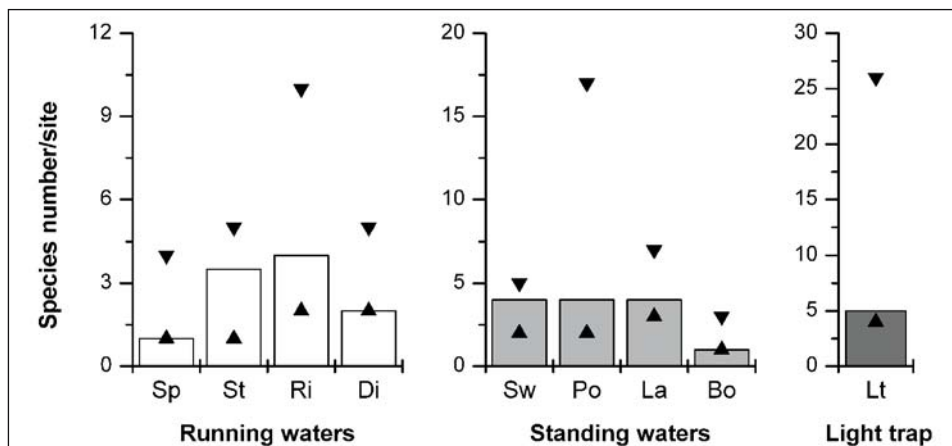 Species number/site
12
9
6
3
0
Sp St Ri Di
Running waters
20
15
10
5
0
Sw Po La Bo
Standing waters
30
25
20
15
10
5
0
Lt
Light trap